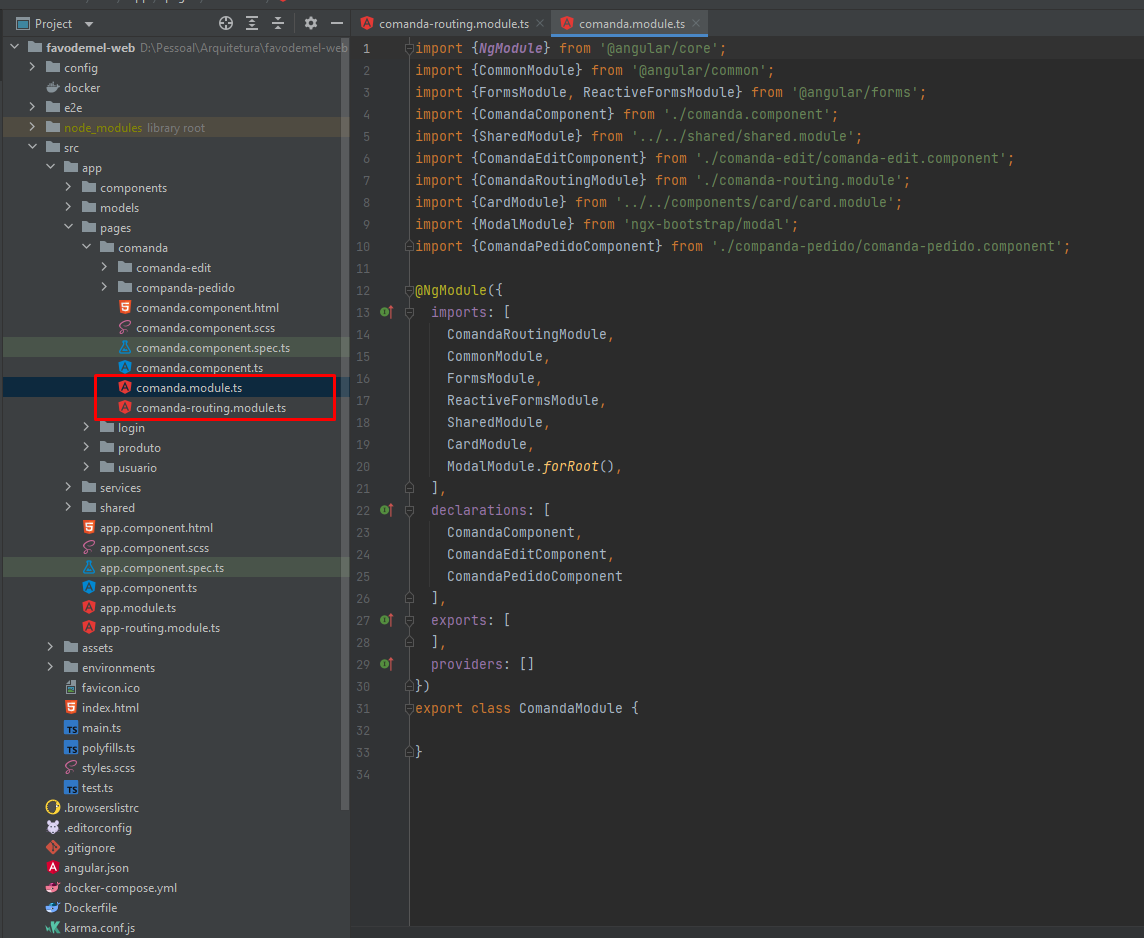 Project
favodemel-web D:\Pessoal\Arquitetura\favodemel-web
config
docker
e2e
node_modules library root
src
app
components
models
pages
comanda
comanda-edit
companda-pedido
comanda.component.html
comanda.component.scss
comanda.component.spec.ts
comanda.component.ts
comanda.module.ts
comanda-routing.module.ts
login
produto
usuario
services
shared
app.component.html
app.component.scss
app.component.spec.ts
app.component.ts
app.module.ts
app-routing.module.ts
assets
environments
favicon.ico
index.html
main.ts
polyfills.ts
styles.scss
test.ts
.browserslistrc
.editorconfig
.gitignore
angular.json
docker-compose.yml
Dockerfile
karma.conf.js
comanda-routing.module.ts
comanda.module.ts
1 import {NgModule} from '@angular/core';
2 import {CommonModule} from '@angular/common';
3 import {FormsModule, ReactiveFormsModule} from '@angular/forms';
4 import {ComandaComponent} from './comanda.component';
5 import {SharedModule} from '../../shared/shared.module';
6 import {ComandaEditComponent} from './comanda-edit/comanda-edit.component';
7 import {ComandaRoutingModule} from './comanda-routing.module';
8 import {CardModule} from '../../components/card/card.module';
9 import {ModalModule} from 'ngx-bootstrap/modal';
10 import {ComandaPedidoComponent} from './companda-pedido/comanda-pedido.component';
11
12 @NgModule({
13 imports: [
14 ComandaRoutingModule,
15 CommonModule,
16 FormsModule,
17 ReactiveFormsModule,
18 SharedModule,
19 CardModule,
20 ModalModule.forRoot(),
21 ],
22 declarations: [
23 ComandaComponent,
24 ComandaEditComponent,
25 ComandaPedidoComponent
26 ],
27 exports: [
28 ],
29 providers: []
30 })
31 export class ComandaModule {
32
33 }
34